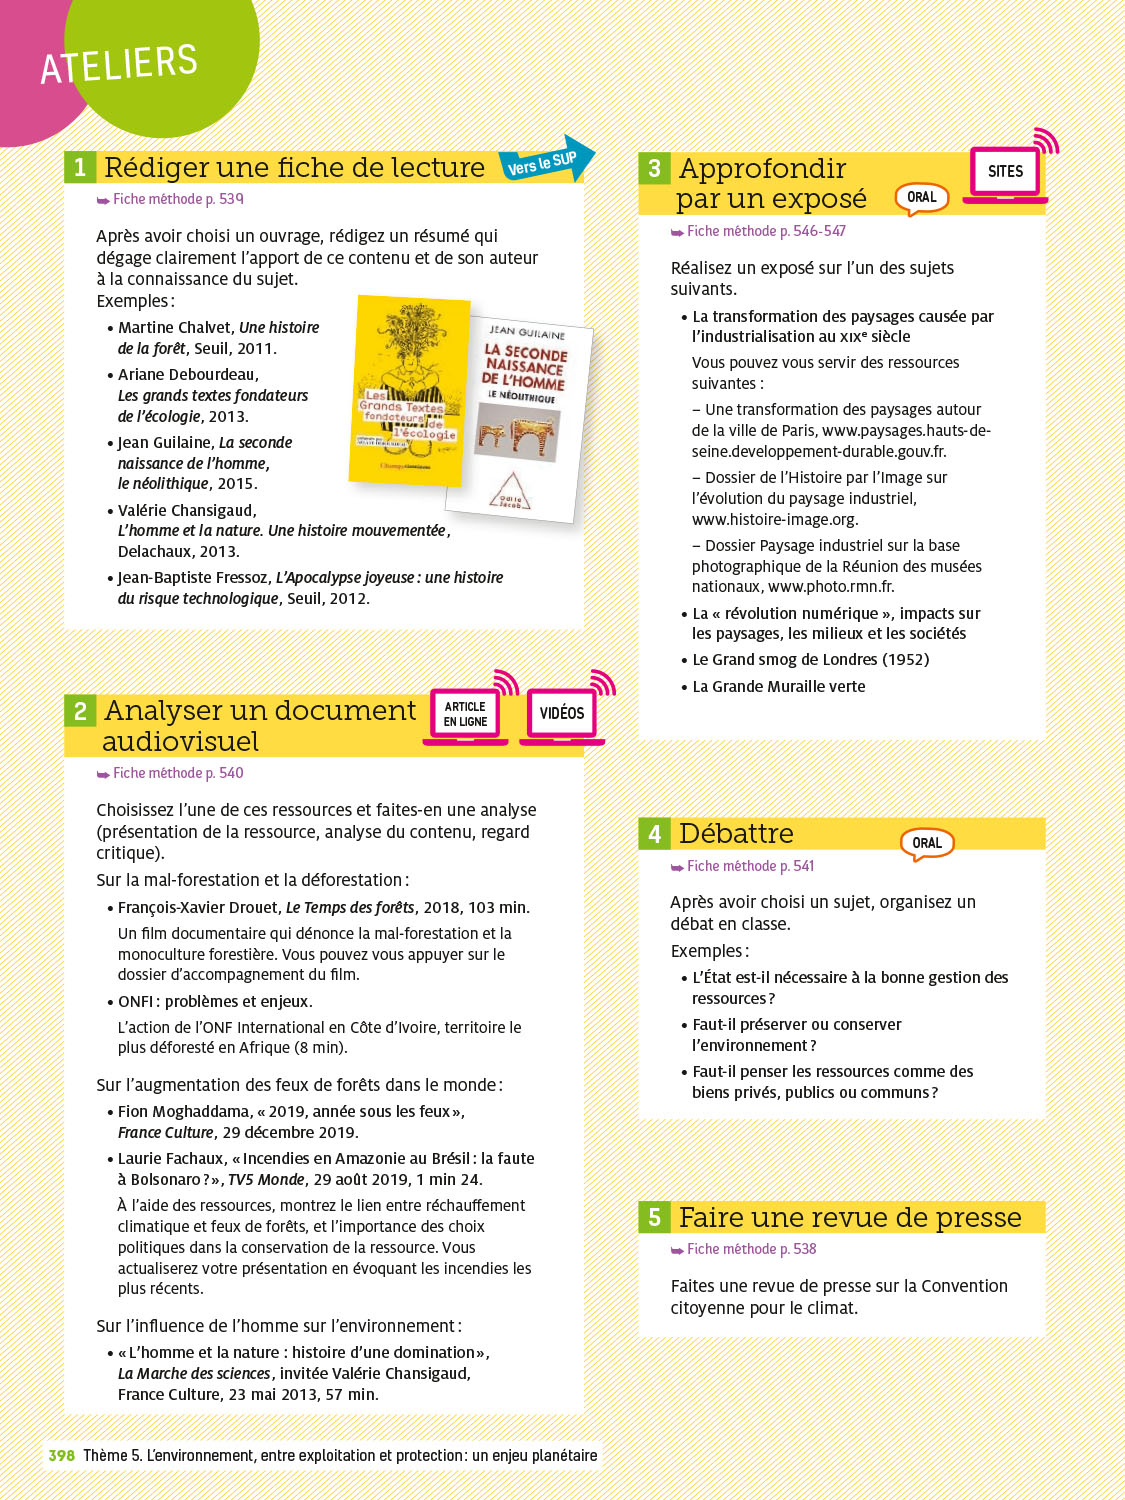 ATELIERS
1 Rédiger une fiche de lecture
Vers le SUP
➥ Fiche méthode p. 539
Après avoir choisi un ouvrage, rédigez un résumé qui
dégage clairement l'apport de ce contenu et de son auteur
à la connaissance du sujet.
Exemples :
• Martine Chalvet, Une histoire
de la forêt, Seuil, 2011.
• Ariane Debourdeau,
Les grands textes fondateurs
de l'écologie, 2013.
• Jean Guilaine, La seconde
naissance de l'homme,
le néolithique, 2015.
• Valérie Chansigaud,
L'homme et la nature. Une histoire mouvementée,
Delachaux, 2013.
• Jean-Baptiste Fressoz, L'Apocalypse joyeuse : une histoire
du risque technologique, Seuil, 2012.
Les
Grands Textes
fondateurs de
l'écologie
JEAN GUILAINE
LA SECONDE
NAISSANCE
DE L'HOMME
LE NÉOLITHIQUE
Odile
Jacob
2 Analyser un document
audiovisuel
ARTICLE
EN LIGNE
VIDÉOS
➥ Fiche méthode p. 540
Choisissez l'une de ces ressources et faites-en une analyse
(présentation de la ressource, analyse du contenu, regard
critique).
Sur la mal-forestation et la déforestation :
• François-Xavier Drouet, Le Temps des forêts, 2018, 103 min.
Un film documentaire qui dénonce la mal-forestation et la
monoculture forestière. Vous pouvez vous appuyer sur le
dossier d'accompagnement du film.
• ONFI : problèmes et enjeux.
L'action de l'ONF International en Côte d'Ivoire, territoire le
plus déforesté en Afrique (8 min).
Sur l'augmentation des feux de forêts dans le monde :
• Fion Moghaddama, « 2019, année sous les feux »,
France Culture, 29 décembre 2019.
• Laurie Fachaux, « Incendies en Amazonie au Brésil : la faute
à Bolsonaro ? », TV5 Monde, 29 août 2019, 1 min 24.
À l'aide des ressources, montrez le lien entre réchauffement
climatique et feux de forêts, et l'importance des choix
politiques dans la conservation de la ressource. Vous
actualiserez votre présentation en évoquant les incendies les
plus récents.
Sur l'influence de l'homme sur l'environnement :
• « L'homme et la nature : histoire d'une domination »,
La Marche des sciences, invitée Valérie Chansigaud,
France Culture, 23 mai 2013, 57 min.
3 Approfondir
par un exposé
ORAL
SITES
➥ Fiche méthode p. 546-547
Réalisez un exposé sur l'un des sujets
suivants.
• La transformation des paysages causée par
l'industrialisation au XIXe siècle
Vous pouvez vous servir des ressources
suivantes :
– Une transformation des paysages autour
de la ville de Paris, www.paysages.hauts-de-
seine.developpement-durable.gouv.fr.
– Dossier de l'Histoire par l'Image sur
l'évolution du paysage industriel,
www.histoire-image.org.
– Dossier Paysage industriel sur la base
photographique de la Réunion des musées
nationaux, www.photo.rmn.fr.
• La « révolution numérique », impacts sur
les paysages, les milieux et les sociétés
• Le Grand smog de Londres (1952)
• La Grande Muraille verte
4 Débattre
ORAL
➥ Fiche méthode p. 541
Après avoir choisi un sujet, organisez un
débat en classe.
Exemples :
• L'État est-il nécessaire à la bonne gestion des
ressources ?
• Faut-il préserver ou conserver
l'environnement ?
• Faut-il penser les ressources comme des
biens privés, publics ou communs ?
5 Faire une revue de presse
➥ Fiche méthode p. 538
Faites une revue de presse sur la Convention
citoyenne pour le climat.
398 Thème 5. L'environnement, entre exploitation et protection : un enjeu planétaire